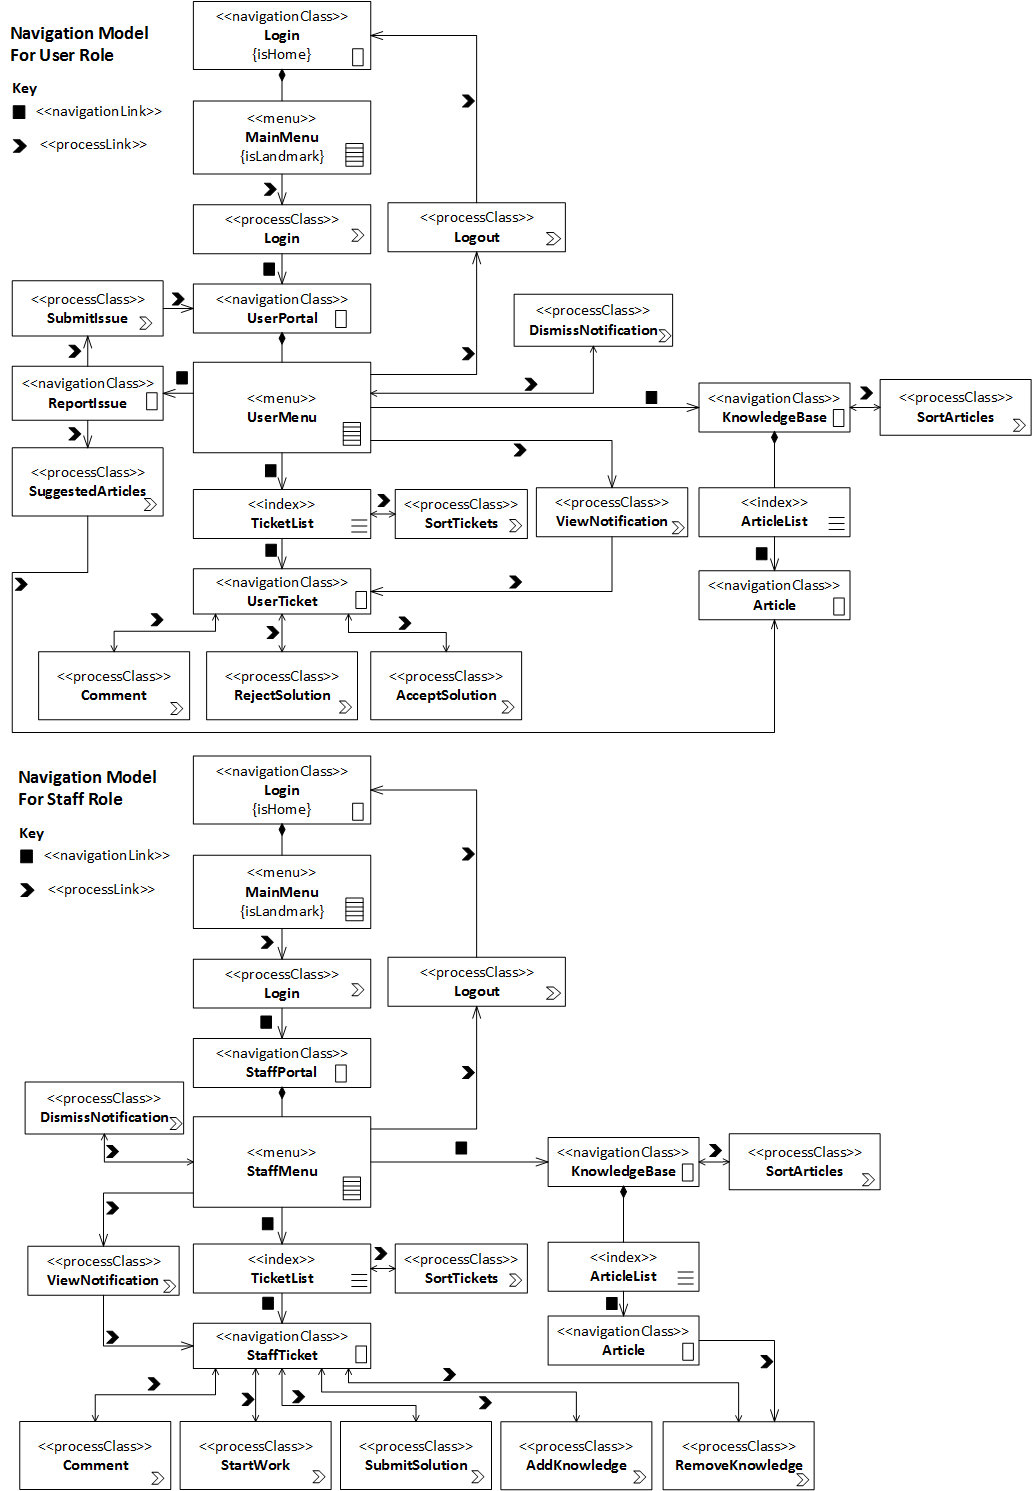 Navigation Model
For User Role
Key
<<navigationLink>>
<<processLink>>
<<navigationClass>>
Login
{isHome}
<<menu>>
MainMenu
{isLandmark}
<<processClass>>
Login
<<processClass>>
Logout
<<processClass>>
SubmitIssue
<<navigationClass>>
UserPortal
<<processClass>>
DismissNotification
<<navigationClass>>
ReportIssue
<<menu>>
UserMenu
<<navigationClass>>
KnowledgeBase
<<processClass>>
SortArticles
<<processClass>>
SuggestedArticles
<<index>>
TicketList
<<processClass>>
SortTickets
<<processClass>>
ViewNotification
<<index>>
ArticleList
<<navigationClass>>
UserTicket
<<navigationClass>>
Article
<<processClass>>
Comment
<<processClass>>
RejectSolution
<<processClass>>
AcceptSolution
Navigation Model
For Staff Role
Key
<<navigationLink>>
<<processLink>>
<<navigationClass>>
Login
{isHome}
<<menu>>
MainMenu
{isLandmark}
<<processClass>>
Login
<<processClass>>
Logout
<<navigationClass>>
StaffPortal
<<processClass>>
DismissNotification
<<menu>>
StaffMenu
<<navigationClass>>
KnowledgeBase
<<processClass>>
SortArticles
<<processClass>>
ViewNotification
<<index>>
TicketList
<<processClass>>
SortTickets
<<index>>
ArticleList
<<navigationClass>>
StaffTicket
<<navigationClass>>
Article
<<processClass>>
Comment
<<processClass>>
StartWork
<<processClass>>
SubmitSolution
<<processClass>>
AddKnowledge
<<processClass>>
RemoveKnowledge